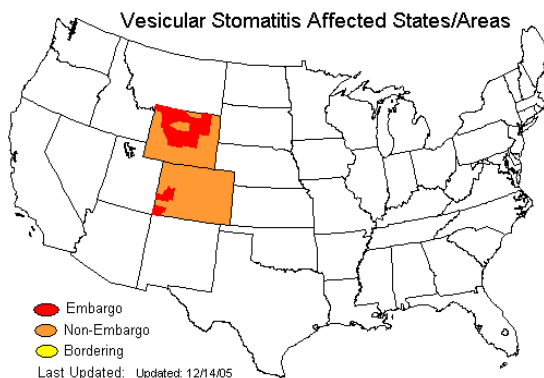 Vesicular Stomatitis Affected States/Areas
Embargo
Non-Embargo
Bordering
Last Updated: Updated: 12/14/05